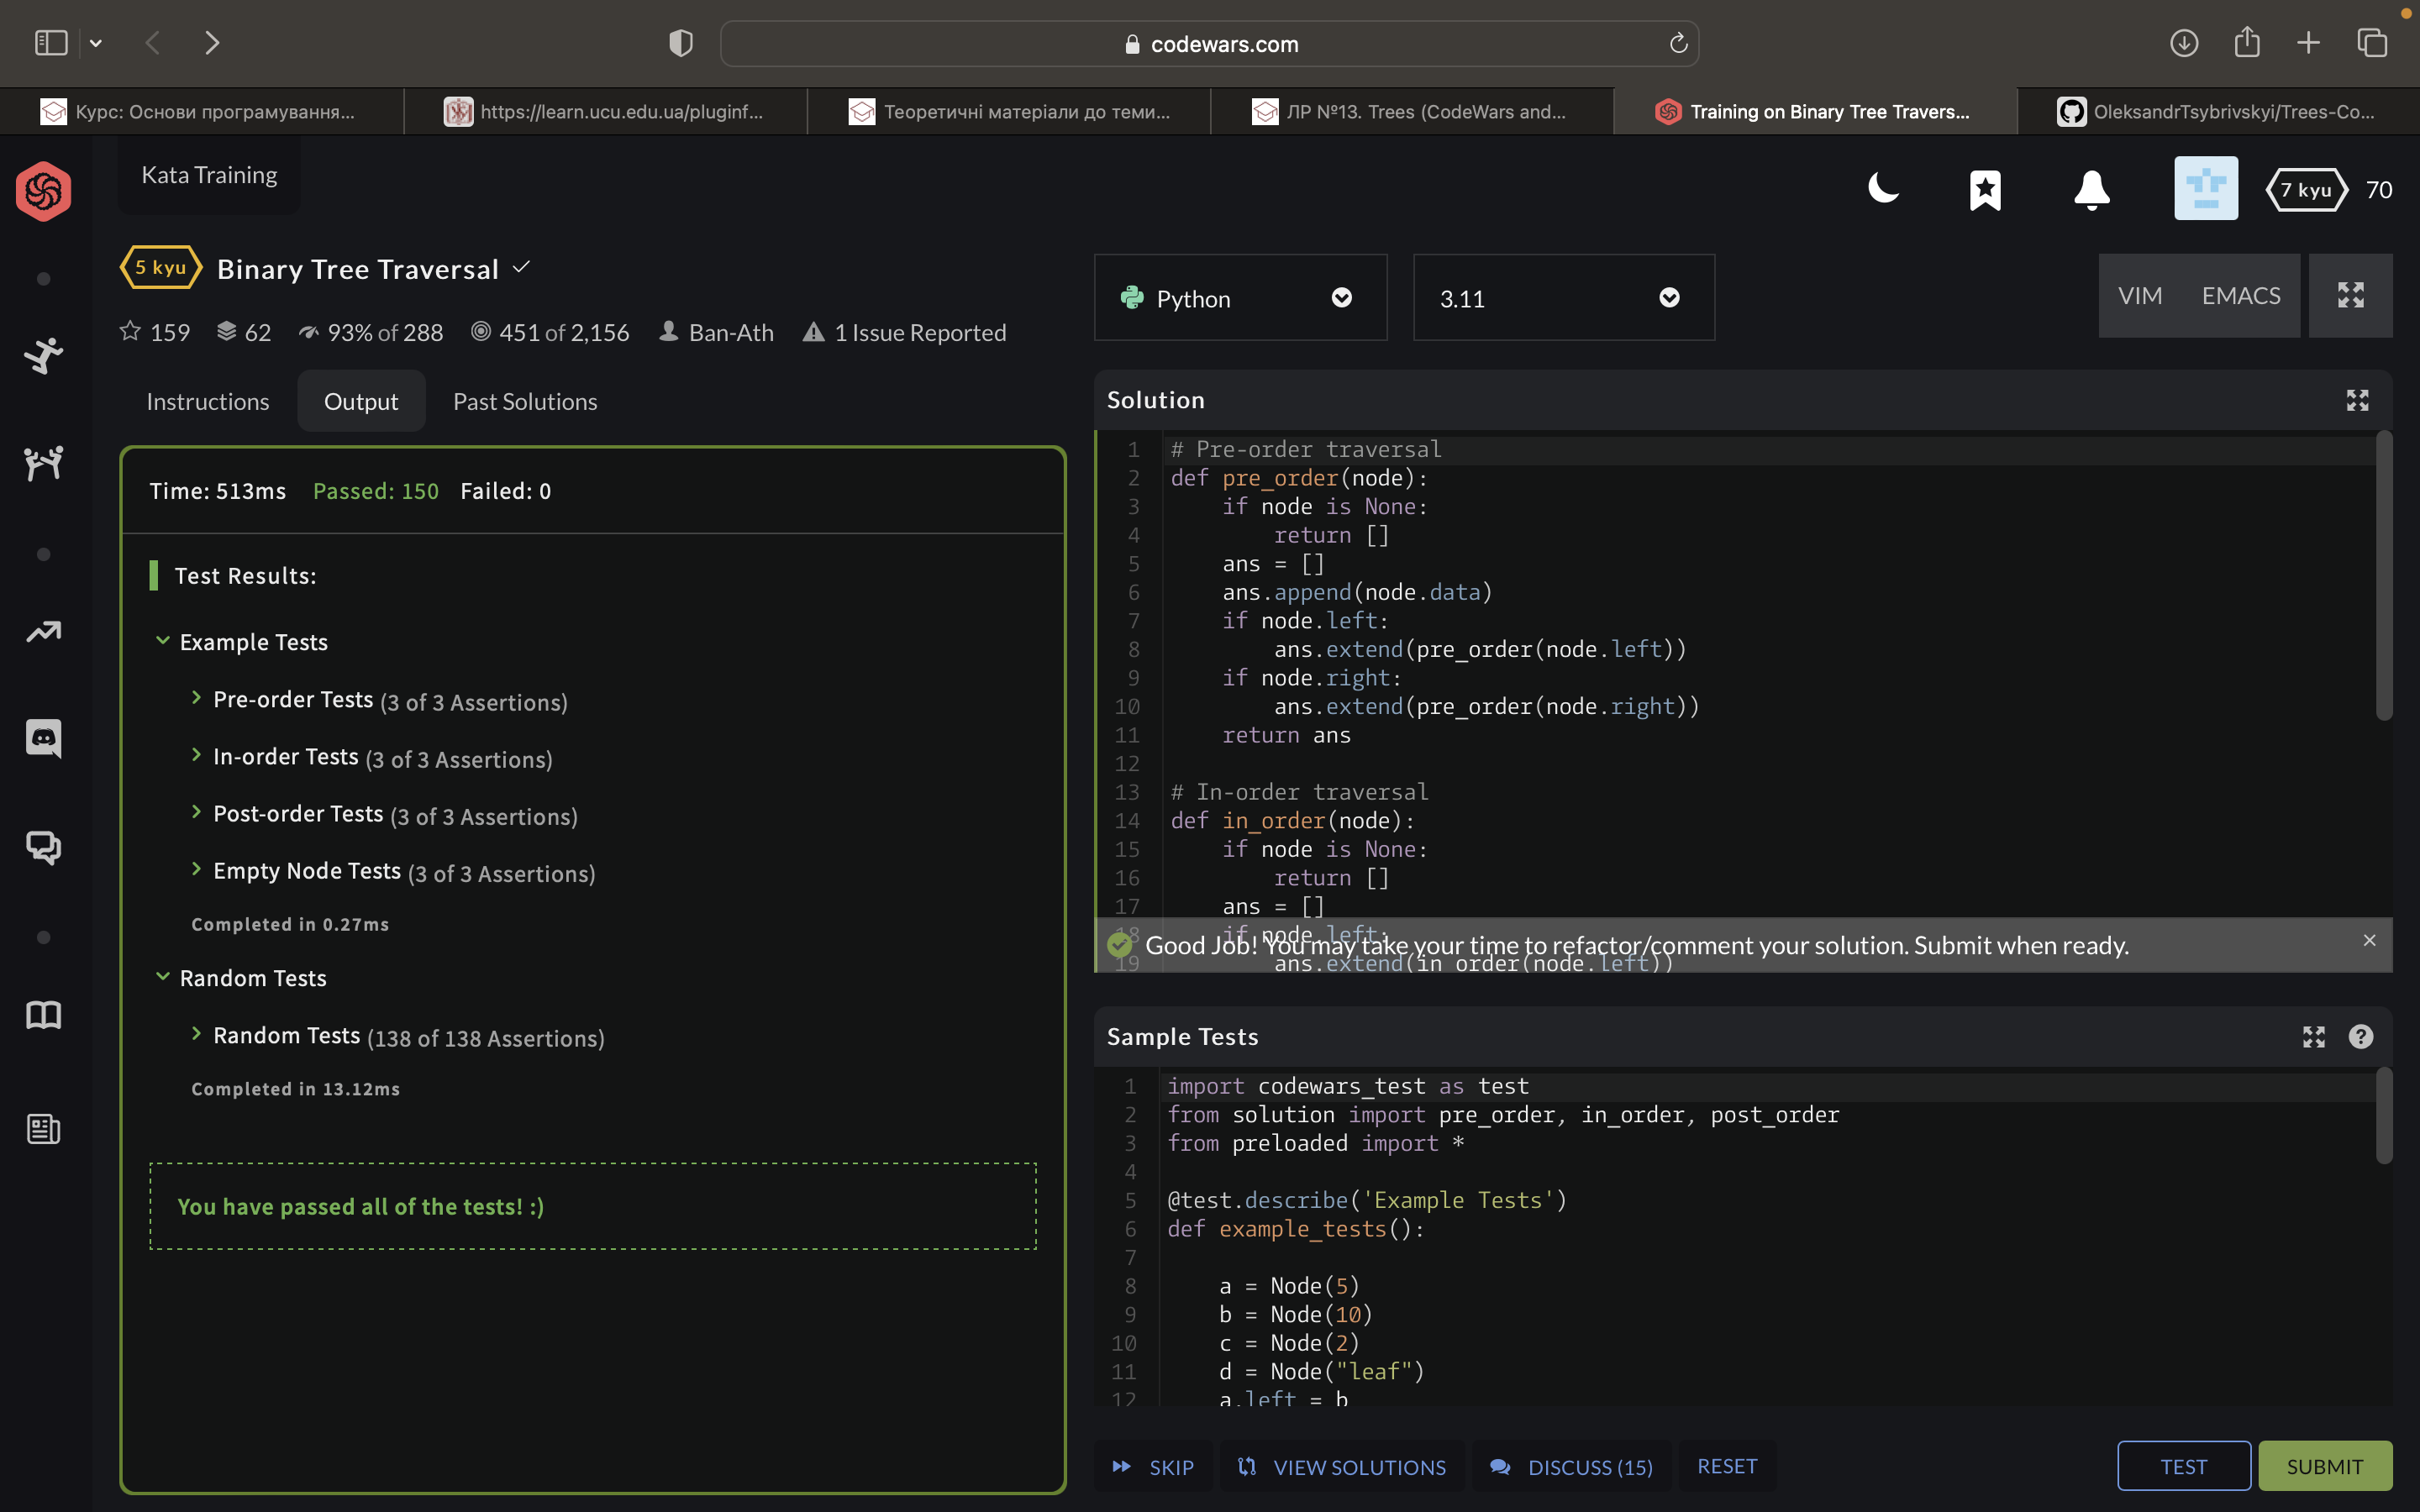 codewars.com
Курс: Основи програмування...
https://learn.ucu.edu.ua/pluginf...
Теоретичні матеріали до теми...
ЛР №13. Trees (CodeWars and...
Training on Binary Tree Travers...
OleksandrTsybrivskyi/Trees-Co...
Kata Training
7 kyu 70
5 kyu Binary Tree Traversal
159 62 93% of 288 451 of 2,156 Ban-Ath 1 Issue Reported
Instructions Output Past Solutions
Time: 513ms Passed: 150 Failed: 0
Test Results:
Example Tests
Pre-order Tests (3 of 3 Assertions)
In-order Tests (3 of 3 Assertions)
Post-order Tests (3 of 3 Assertions)
Empty Node Tests (3 of 3 Assertions)
Completed in 0.27ms
Random Tests
Random Tests (138 of 138 Assertions)
Completed in 13.12ms
You have passed all of the tests! :)
Python 3.11 VIM EMACS
Solution
1 # Pre-order traversal
2 def pre_order(node):
3 if node is None:
4 return []
5 ans = []
6 ans.append(node.data)
7 if node.left:
8 ans.extend(pre_order(node.left))
9 if node.right:
10 ans.extend(pre_order(node.right))
11 return ans
12
13 # In-order traversal
14 def in_order(node):
15 if node is None:
16 return []
17 ans = []
18 if node.left:
Good Job! You may take your time to refactor/comment your solution. Submit when ready.
19 ans.extend(in_order(node.left))
Sample Tests
1 import codewars_test as test
2 from solution import pre_order, in_order, post_order
3 from preloaded import *
4
5 @test.describe('Example Tests')
6 def example_tests():
7
8 a = Node(5)
9 b = Node(10)
10 c = Node(2)
11 d = Node("leaf")
12 a.left = b
SKIP VIEW SOLUTIONS DISCUSS (15) RESET TEST SUBMIT